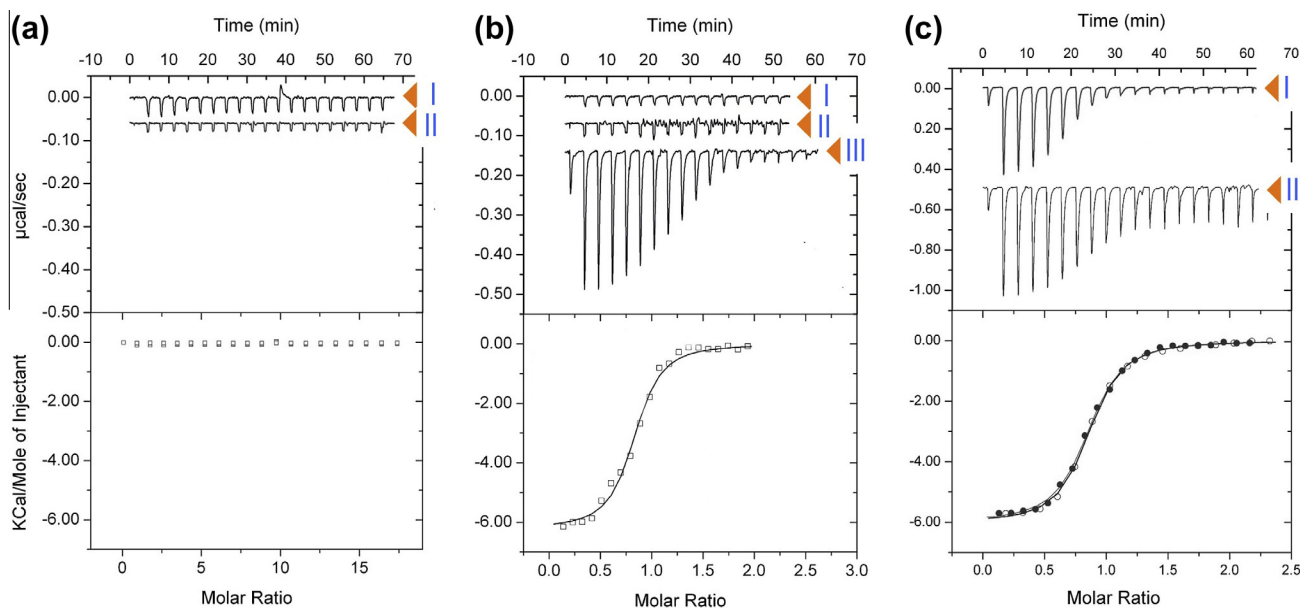 (a)
Time (min)
-10 0 10 20 30 40 50 60 70
0.00
-0.10
-0.20
-0.30
-0.40
-0.50
I
II
µcal/sec
0.00
-2.00
-4.00
-6.00
KCal/Mole of Injectant
0 5 10 15
Molar Ratio
(b)
Time (min)
-10 0 10 20 30 40 50 60 70
0.00
-0.10
-0.20
-0.30
-0.40
-0.50
I
II
III
0.00
-2.00
-4.00
-6.00
0.0 0.5 1.0 1.5 2.0 2.5 3.0
Molar Ratio
(c)
Time (min)
0 10 20 30 40 50 60 70
0.00
0.20
0.40
-0.60
-0.80
-1.00
I
II
0.00
-2.00
-4.00
-6.00
0.0 0.5 1.0 1.5 2.0 2.5
Molar Ratio